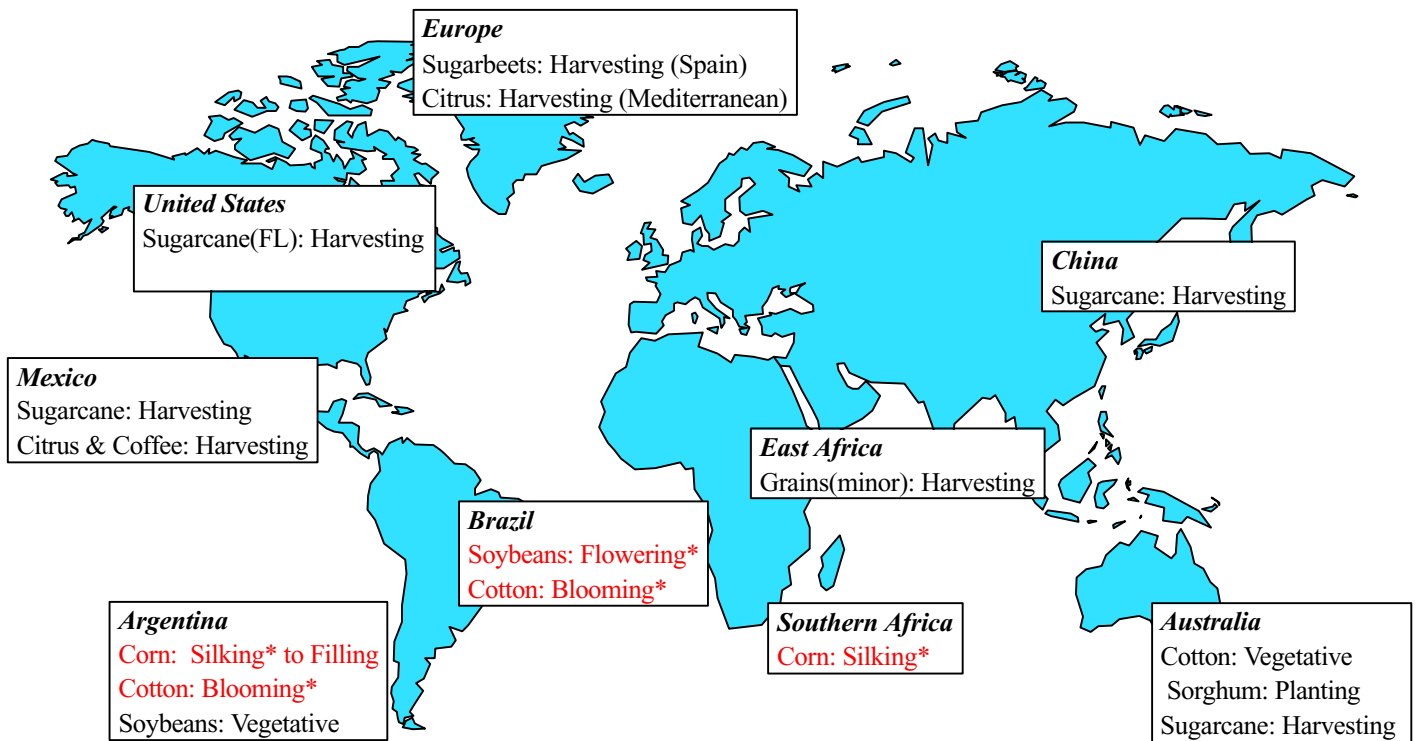 Europe
Sugarbeets: Harvesting (Spain)
Citrus: Harvesting (Mediterranean)
United States
Sugarcane(FL): Harvesting
China
Sugarcane: Harvesting
Mexico
Sugarcane: Harvesting
Citrus & Coffee: Harvesting
East Africa
Grains(minor): Harvesting
Brazil
Soybeans: Flowering*
Cotton: Blooming*
Argentina
Corn: Silking* to Filling
Cotton: Blooming*
Soybeans: Vegetative
Southern Africa
Corn: Silking*
Australia
Cotton: Vegetative
Sorghum: Planting
Sugarcane: Harvesting